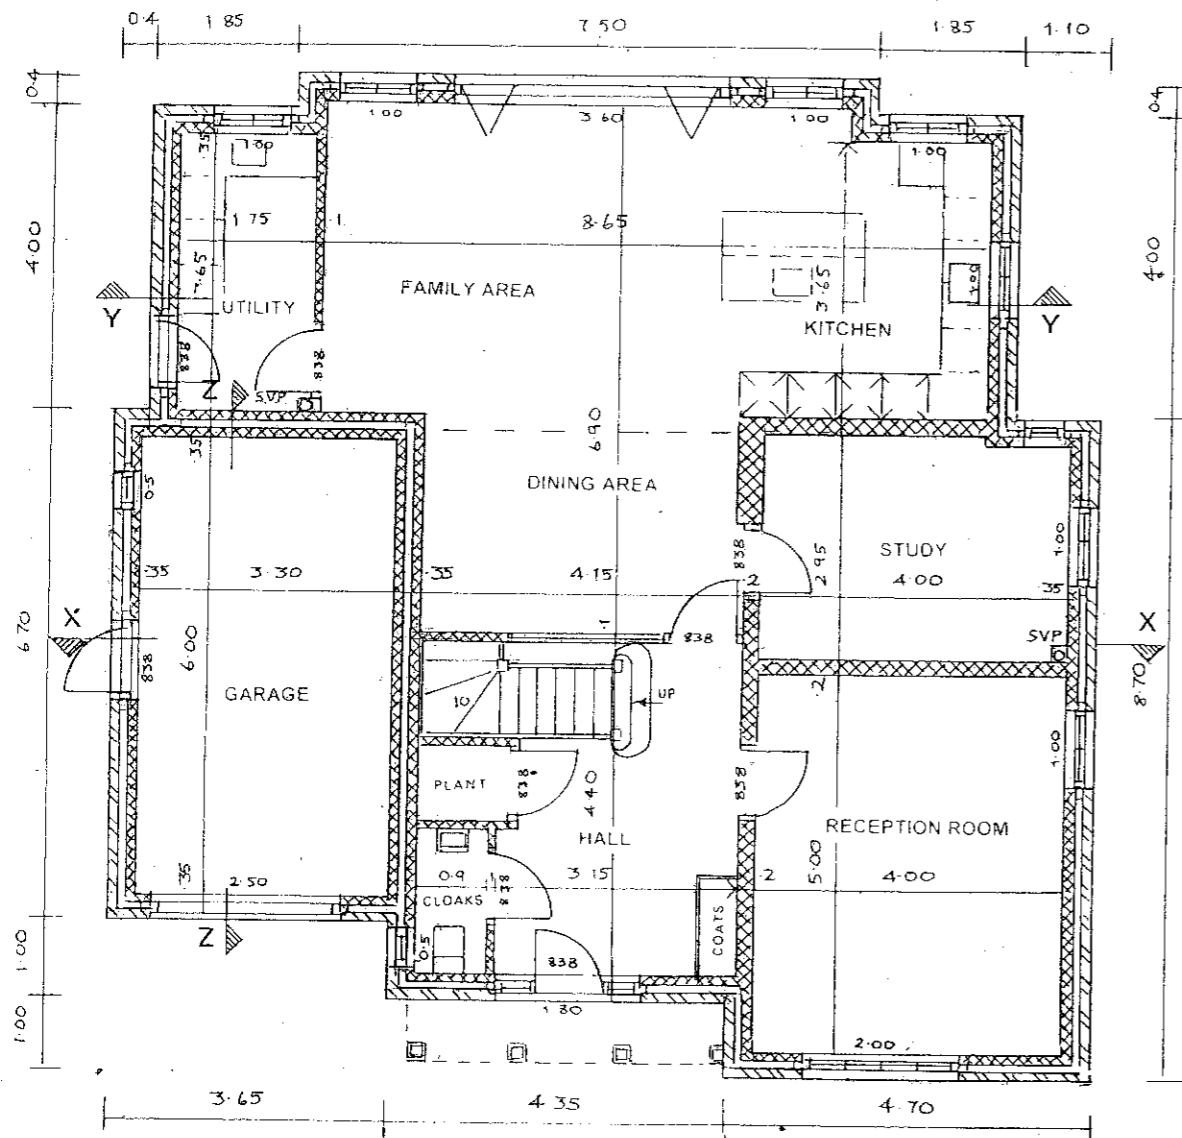 0.4 1.85 7.50 1.85 1.10
0.4
0.4
1.00 3.60 1.00
.35 1.00 1.00
1.75 .1 8.65
4.00 4.00
3.65 3.65 1.00
FAMILY AREA
UTILITY KITCHEN
Y Y
838 838
Z SVP
6.90
.35
DINING AREA
0.5
838 2.95 STUDY 1.00
.35 3.30 .35 4.15 .2 4.00 .35
X X
6.70 6.00 838 .1 838 SVP
GARAGE 10 UP .2 8.70
1.00
PLANT 838 4.40 838
HALL RECEPTION ROOM
.35 2.50 0.9 838 3.15 .2 5.00 4.00
CLOAKS
Z 0.5 COATS
838
1.00
1.80 2.00
1.00
3.65 4.35 4.70